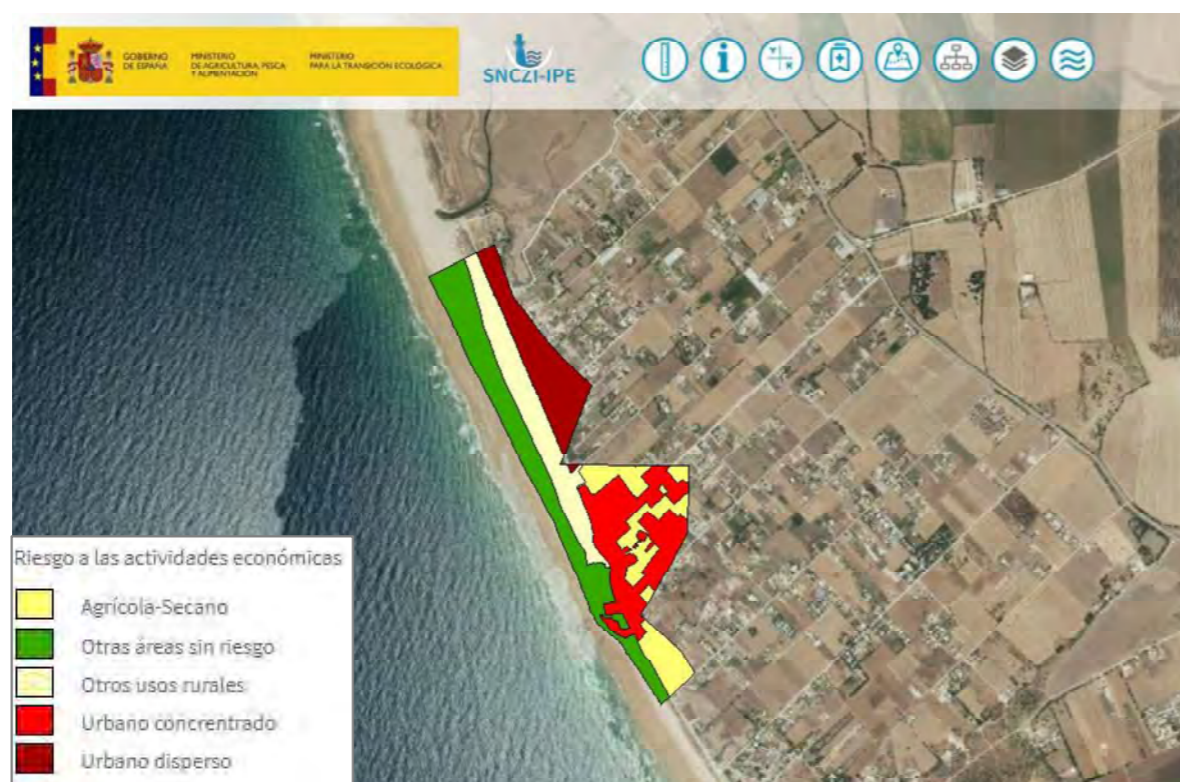 GOBIERNO
DE ESPAÑA
MINISTERIO
DE AGRICULTURA, PESCA
Y ALIMENTACIÓN
MINISTERIO
PARA LA TRANSICIÓN ECOLÓGICA
SNCZI-IPE
Riesgo a las actividades económicas
Agrícola-Secano
Otras áreas sin riesgo
Otros usos rurales
Urbano concrentrado
Urbano disperso